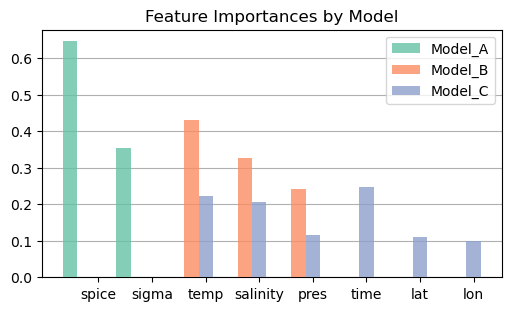 Feature Importances by Model
Model_A
Model_B
Model_C
0.6
0.5
0.4
0.3
0.2
0.1
0.0
spice sigma temp salinity pres time lat lon